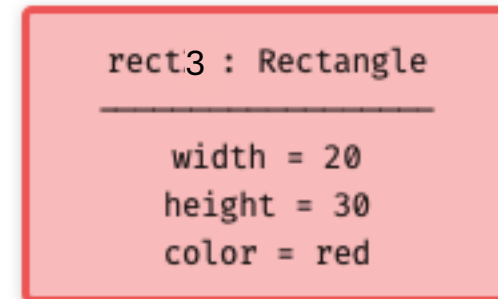 rect3 : Rectangle
width = 20
height = 30
color = red